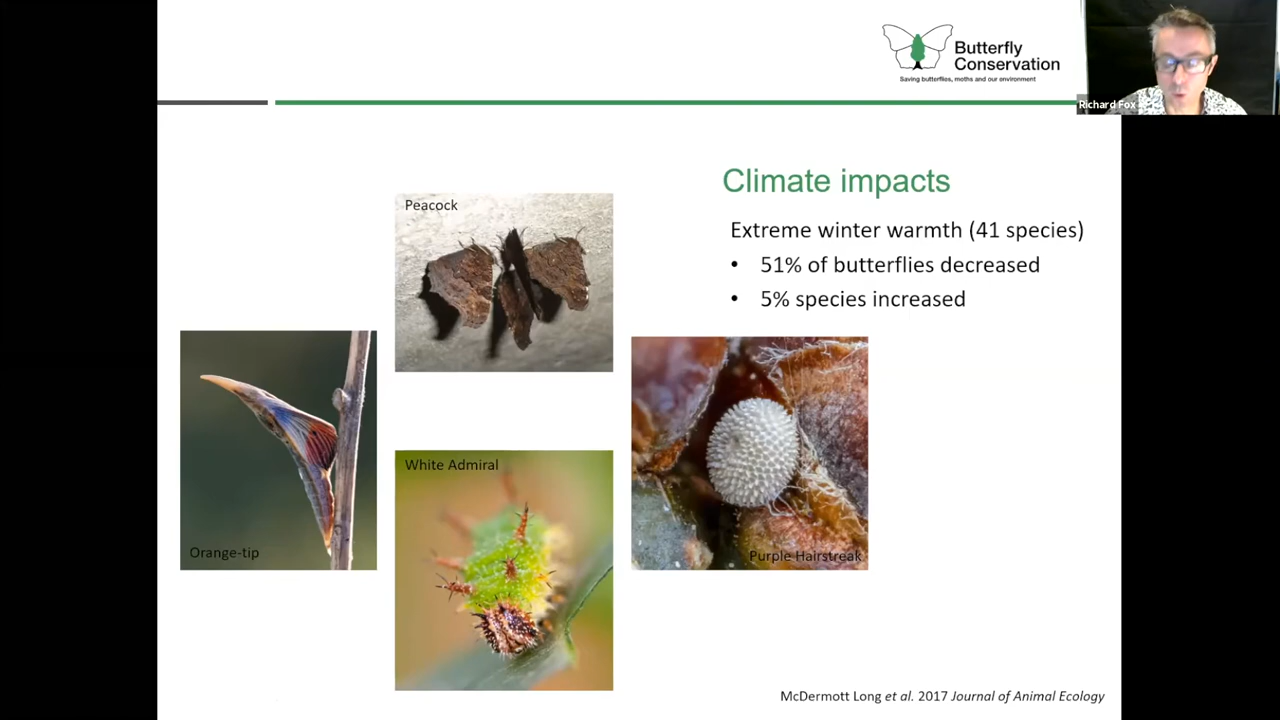 Butterfly
Conservation
Saving butterflies, moths and our environment
Richard Fox
Climate impacts
Extreme winter warmth (41 species)
• 51% of butterflies decreased
• 5% species increased
Peacock
Orange-tip
White Admiral
Purple Hairstreak
McDermott Long et al. 2017 Journal of Animal Ecology